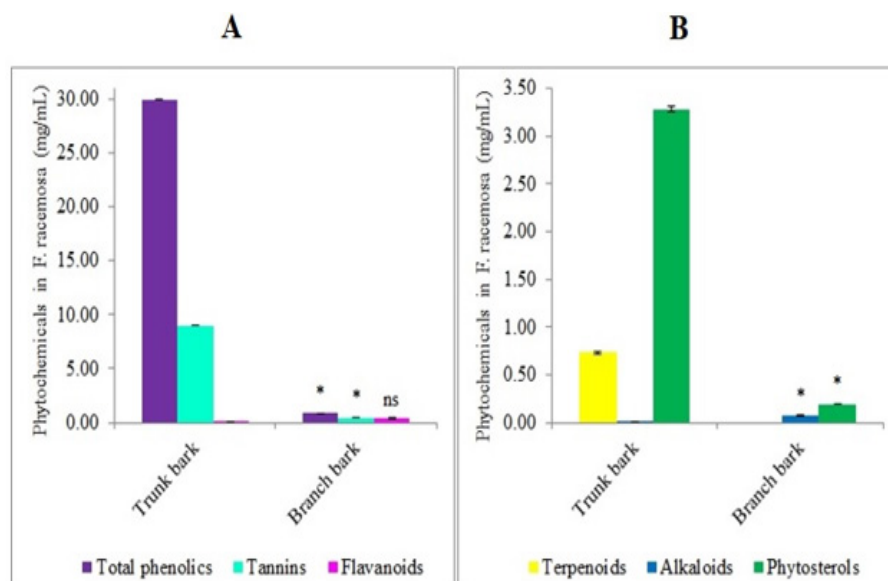 A
B
Phytochemicals in F. racemosa (mg/mL)
30.00
25.00
20.00
15.00
10.00
5.00
0.00
* * ns
Trunk bark
Branch bark
Total phenolics Tannins Flavanoids
Phytochemicals in F. racemosa (mg/mL)
3.50
3.00
2.50
2.00
1.50
1.00
0.50
0.00
* *
Trunk bark
Branch bark
Terpenoids Alkaloids Phytosterols